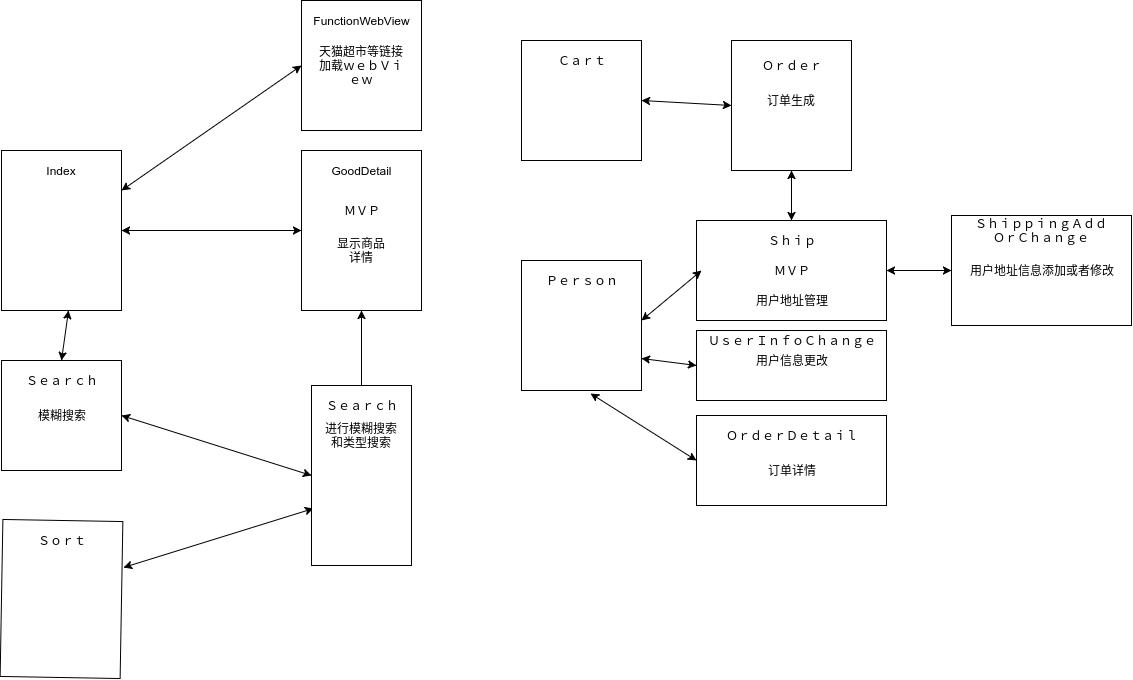 FunctionWebView
天猫超市等链接
加载ｗｅｂＶｉ
ｅｗ
Index
GoodDetail
ＭＶＰ
显示商品
详情
Ｓｅａｒｃｈ
模糊搜索
Ｓｅａｒｃｈ
进行模糊搜索
和类型搜索
Ｓｏｒｔ
Ｃａｒｔ
Ｏｒｄｅｒ
订单生成
Ｓｈｉｐ
ＭＶＰ
用户地址管理
ＳｈｉｐｐｉｎｇＡｄｄ
ＯｒＣｈａｎｇｅ
用户地址信息添加或者修改
Ｐｅｒｓｏｎ
ＵｓｅｒＩｎｆｏＣｈａｎｇｅ
用户信息更改
ＯｒｄｅｒＤｅｔａｉｌ
订单详情